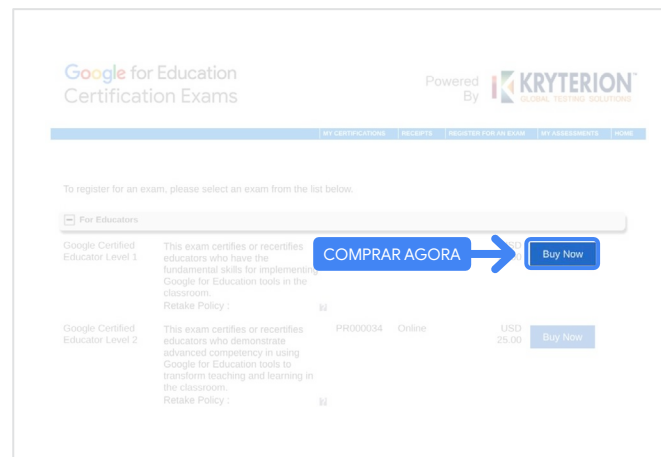 Google for Education
Certification Exams
Powered
By
KRYTERION
GLOBAL TESTING SOLUTIONS
MY CERTIFICATIONS RECEIPTS REGISTER FOR AN EXAM MY ASSESSMENTS HOME
To register for an exam, please select an exam from the list below.
For Educators
Google Certified
Educator Level 1
This exam certifies or recertifies
educators who have the
fundamental skills for implementing
Google for Education tools in the
classroom.
Retake Policy :
COMPRAR AGORA
Buy Now
Google Certified
Educator Level 2
This exam certifies or recertifies
educators who demonstrate
advanced competency in using
Google for Education tools to
transform teaching and learning in
the classroom.
Retake Policy :
PR000034
Online
USD
25.00
Buy Now